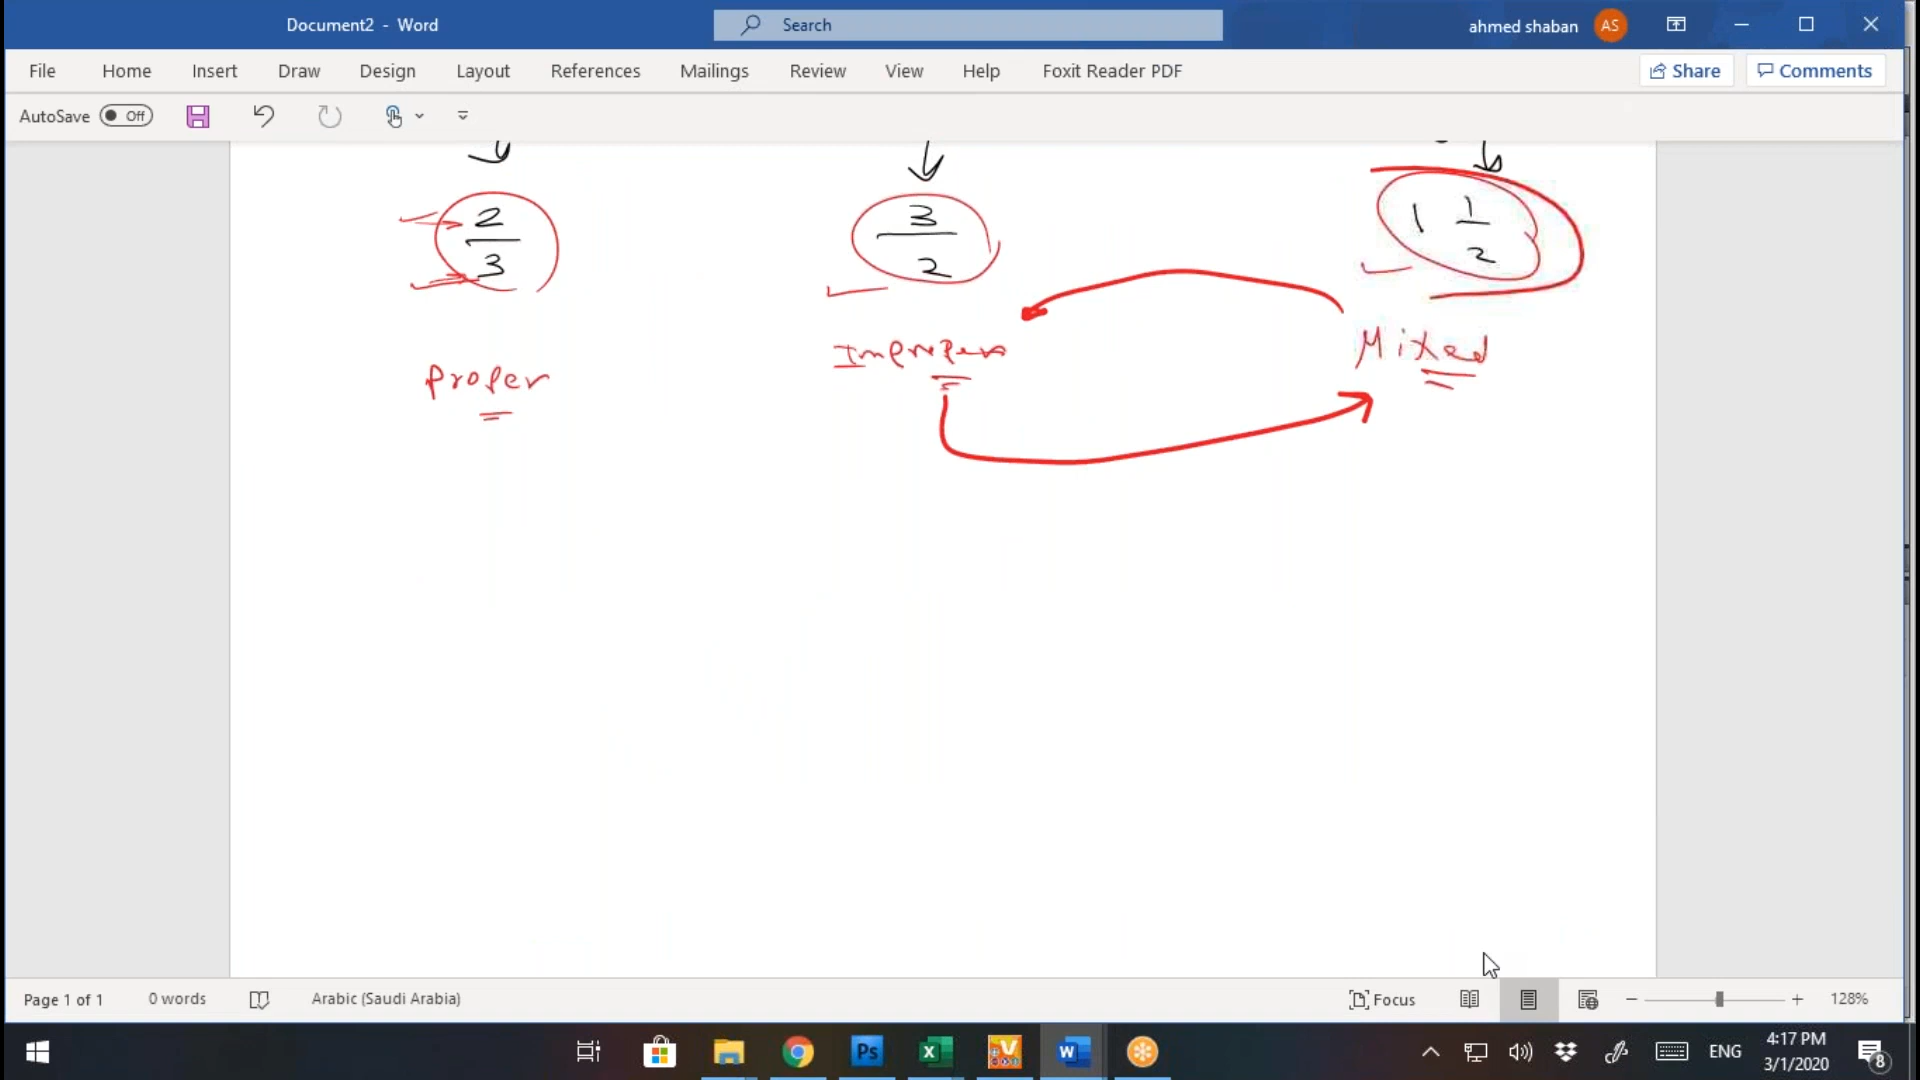 Document2 - Word
Search
ahmed shaban
AS
File Home Insert Draw Design Layout References Mailings Review View Help Foxit Reader PDF
Share
Comments
AutoSave Off
2
3
3
2
1 1
2
Proper
Improper
Mixed
Page 1 of 1
0 words
Arabic (Saudi Arabia)
Focus
128%
Ps
ENG
4:17 PM
3/1/2020
8